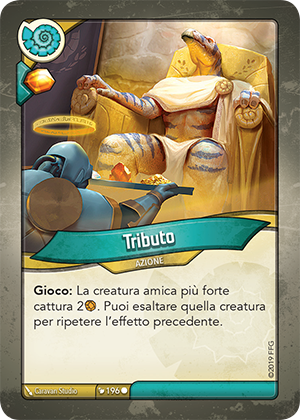 Tributo
AZIONE
Gioco: La creatura amica più forte
cattura 2. Puoi esaltare quella creatura
per ripetere l’effetto precedente.
©2019 FFG
Caravan Studio
196